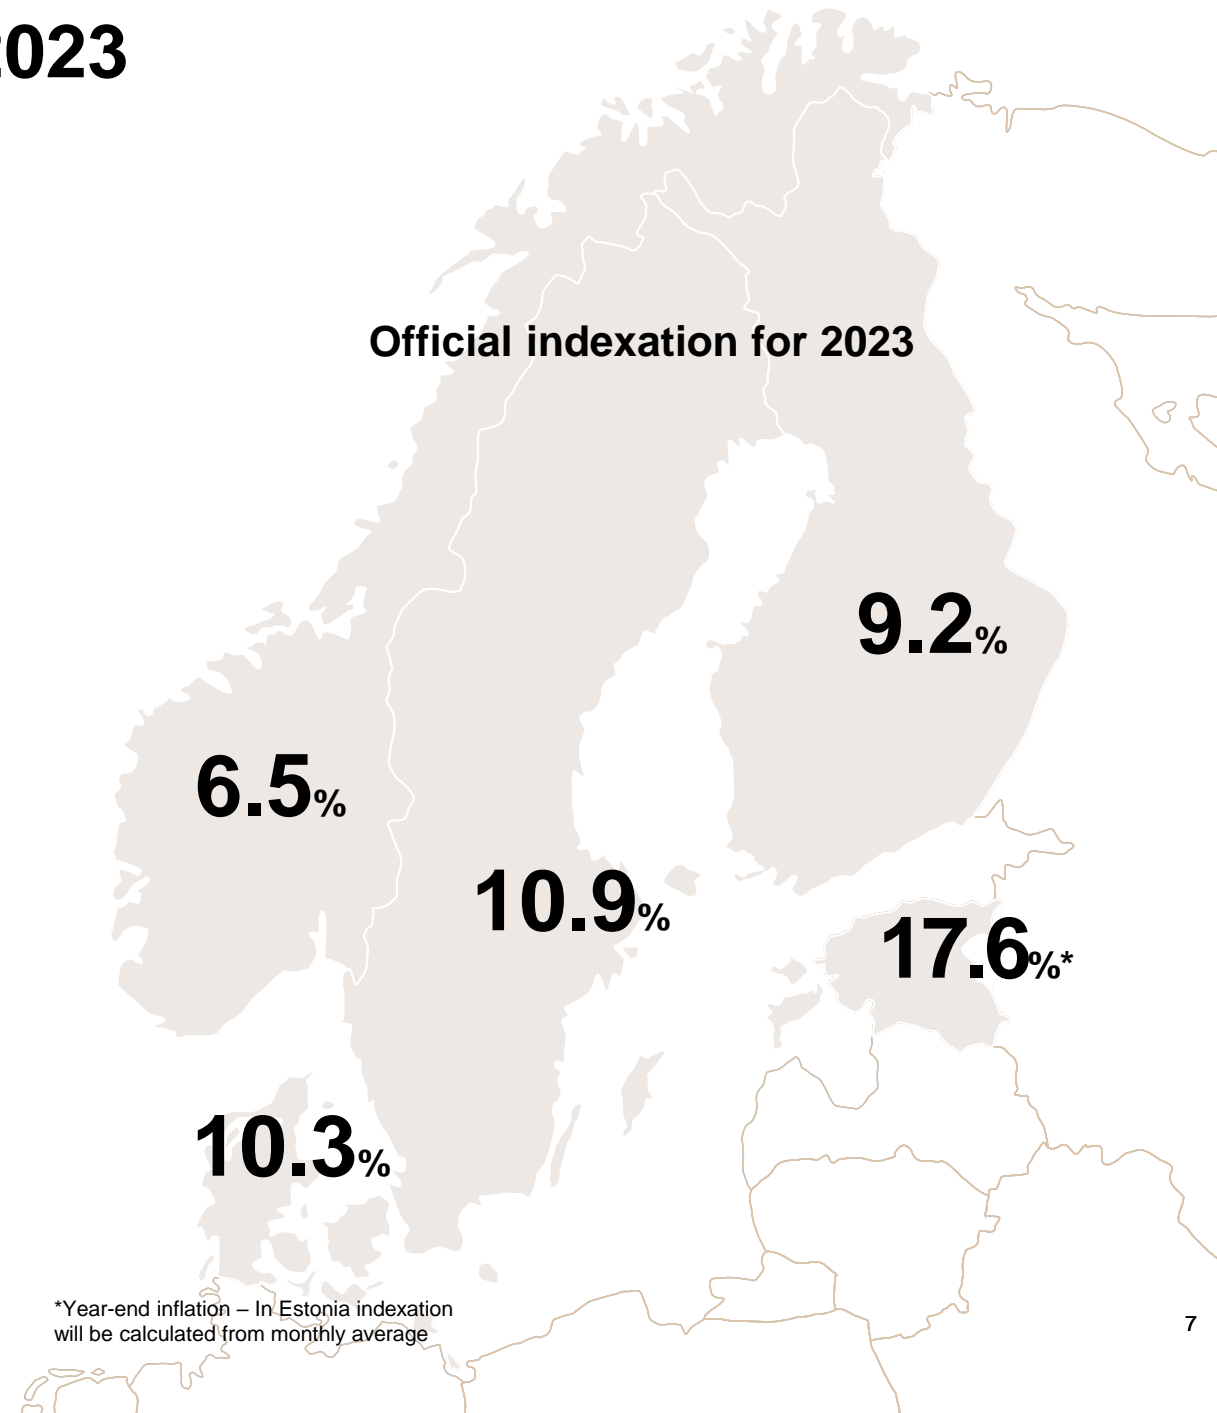 2023
Official indexation for 2023
9.2%
6.5%
10.9%
17.6%*
10.3%
*Year-end inflation – In Estonia indexation
will be calculated from monthly average
7